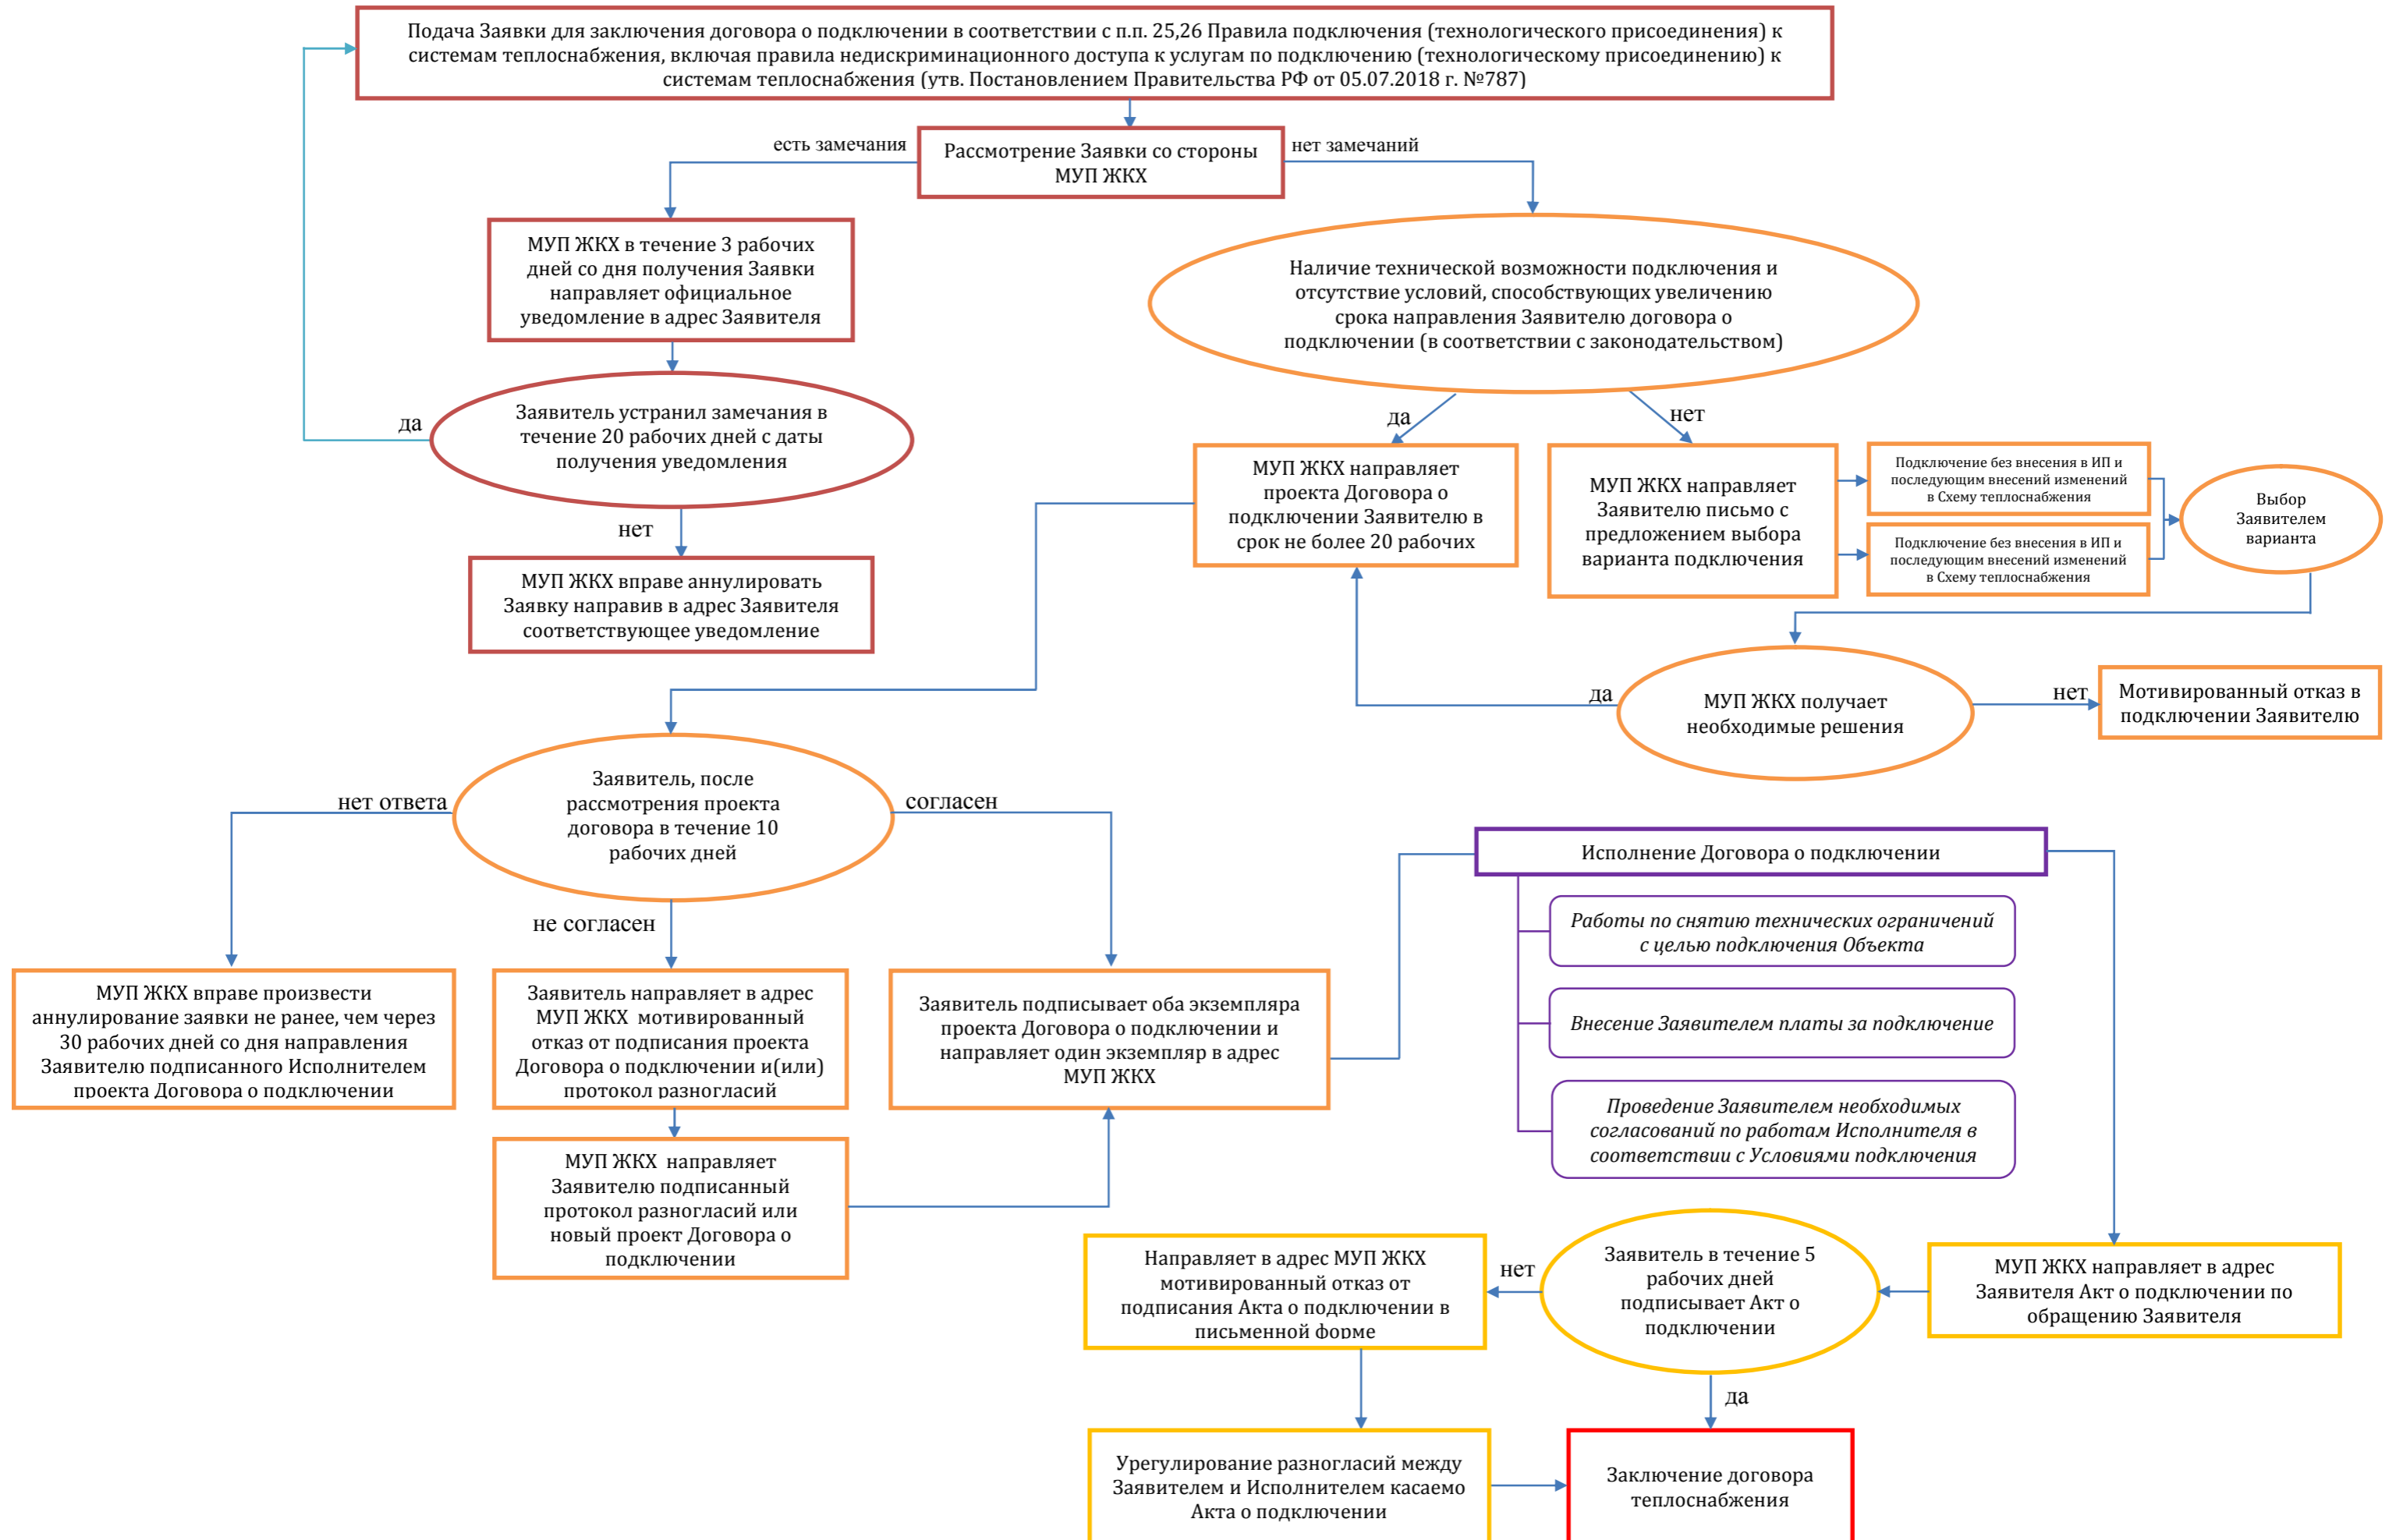 Подача Заявки для заключения договора о подключении в соответствии с п.п. 25,26 Правила подключения (технологического присоединения) к
системам теплоснабжения, включая правила недискриминационного доступа к услугам по подключению (технологическому присоединению) к
системам теплоснабжения (утв. Постановлением Правительства РФ от 05.07.2018 г. №787)
есть замечания
Рассмотрение Заявки со стороны
МУП ЖКХ
нет замечаний
МУП ЖКХ в течение 3 рабочих
дней со дня получения Заявки
направляет официальное
уведомление в адрес Заявителя
Наличие технической возможности подключения и
отсутствие условий, способствующих увеличению
срока направления Заявителю договора о
подключении (в соответствии с законодательством)
да
Заявитель устранил замечания в
течение 20 рабочих дней с даты
получения уведомления
да
нет
МУП ЖКХ направляет
проекта Договора о
подключении Заявителю в
срок не более 20 рабочих
МУП ЖКХ направляет
Заявителю письмо с
предложением выбора
варианта подключения
Подключение без внесения в ИП и
последующим внесений изменений
в Схему теплоснабжения
Подключение без внесения в ИП и
последующим внесений изменений
в Схему теплоснабжения
Выбор
Заявителем
варианта
нет
МУП ЖКХ вправе аннулировать
Заявку направив в адрес Заявителя
соответствующее уведомление
да
МУП ЖКХ получает
необходимые решения
нет
Мотивированный отказ в
подключении Заявителю
нет ответа
Заявитель, после
рассмотрения проекта
договора в течение 10
рабочих дней
согласен
не согласен
Исполнение Договора о подключении
Работы по снятию технических ограничений
с целью подключения Объекта
Внесение Заявителем платы за подключение
Проведение Заявителем необходимых
согласований по работам Исполнителя в
соответствии с Условиями подключения
МУП ЖКХ вправе произвести
аннулирование заявки не ранее, чем через
30 рабочих дней со дня направления
Заявителю подписанного Исполнителем
проекта Договора о подключении
Заявитель направляет в адрес
МУП ЖКХ мотивированный
отказ от подписания проекта
Договора о подключении и(или)
протокол разногласий
Заявитель подписывает оба экземпляра
проекта Договора о подключении и
направляет один экземпляр в адрес
МУП ЖКХ
МУП ЖКХ направляет
Заявителю подписанный
протокол разногласий или
новый проект Договора о
подключении
Направляет в адрес МУП ЖКХ
мотивированный отказ от
подписания Акта о подключении в
письменной форме
нет
Заявитель в течение 5
рабочих дней
подписывает Акт о
подключении
МУП ЖКХ направляет в адрес
Заявителя Акт о подключении по
обращению Заявителя
да
Урегулирование разногласий между
Заявителем и Исполнителем касаемо
Акта о подключении
Заключение договора
теплоснабжения